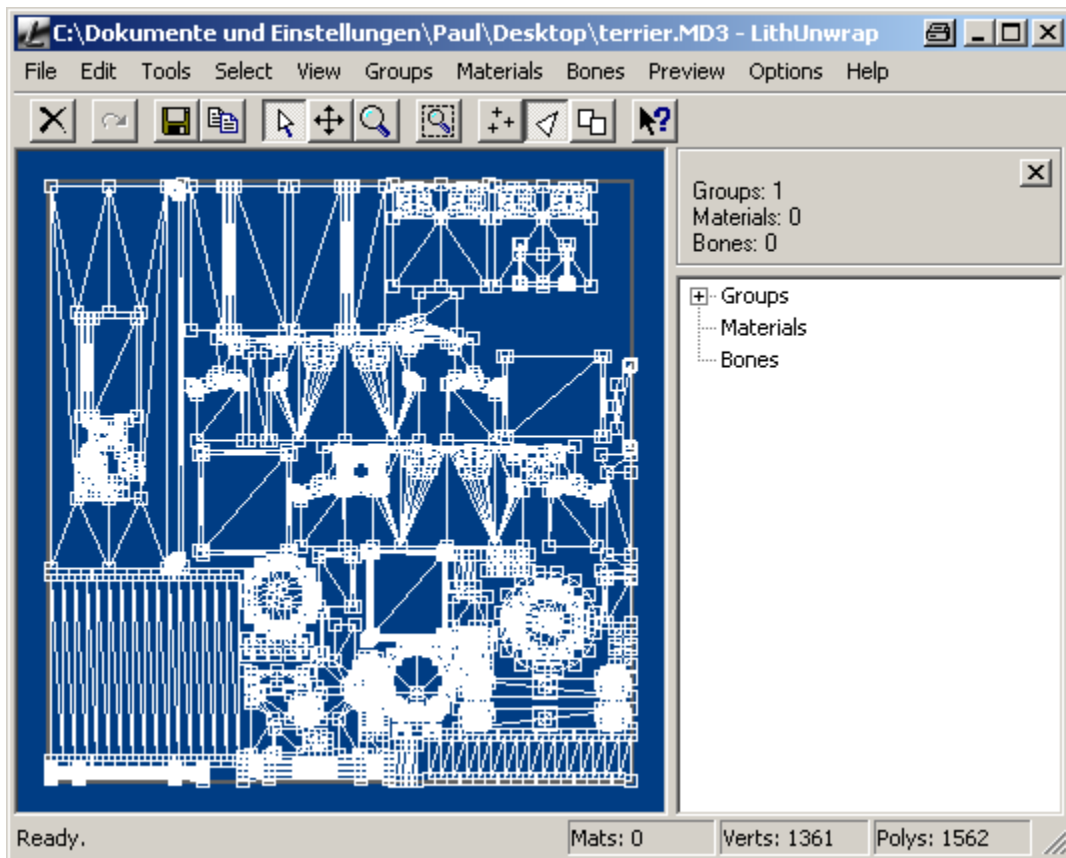 C:\Dokumente und Einstellungen\Paul\Desktop\terrier.MD3 - LithUnwrap
File Edit Tools Select View Groups Materials Bones Preview Options Help
Groups: 1
Materials: 0
Bones: 0
Groups
Materials
Bones
Ready. Mats: 0 Verts: 1361 Polys: 1562